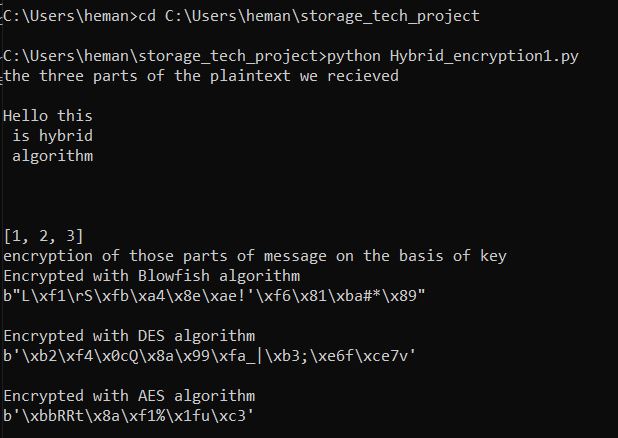 C:\Users\heman>cd C:\Users\heman\storage_tech_project
C:\Users\heman\storage_tech_project>python Hybrid_encryption1.py
the three parts of the plaintext we recieved
Hello this
 is hybrid
 algorithm
[1, 2, 3]
encryption of those parts of message on the basis of key
Encrypted with Blowfish algorithm
b"L\xf1\rS\xfb\xa4\x8e\xae!'\xf6\x81\xba#*\x89"
Encrypted with DES algorithm
b'\xb2\xf4\x0cQ\x8a\x99\xfa_|\xb3;\xe6f\xce7v'
Encrypted with AES algorithm
b'\xbbRRt\x8a\xf1%\x1fu\xc3'